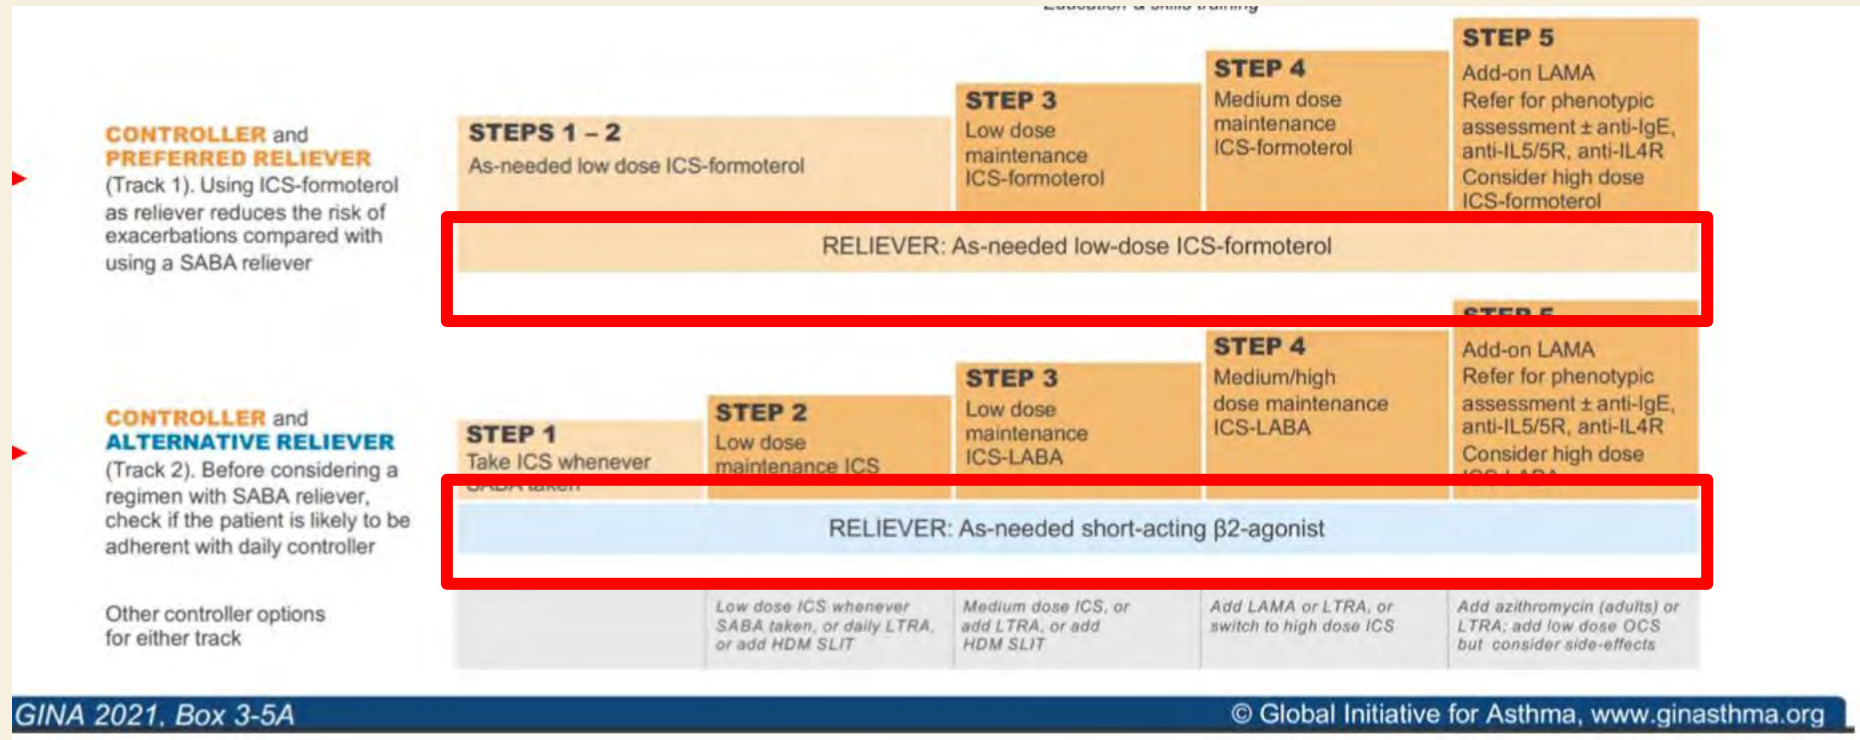 Education & skills training
CONTROLLER and
PREFERRED RELIEVER
(Track 1). Using ICS-formoterol
as reliever reduces the risk of
exacerbations compared with
using a SABA reliever
STEPS 1 – 2
As-needed low dose ICS-formoterol
STEP 3
Low dose
maintenance
ICS-formoterol
STEP 4
Medium dose
maintenance
ICS-formoterol
STEP 5
Add-on LAMA
Refer for phenotypic
assessment ± anti-IgE,
anti-IL5/5R, anti-IL4R
Consider high dose
ICS-formoterol
RELIEVER: As-needed low-dose ICS-formoterol
CONTROLLER and
ALTERNATIVE RELIEVER
(Track 2). Before considering a
regimen with SABA reliever,
check if the patient is likely to be
adherent with daily controller
STEP 1
Take ICS whenever
SABA taken
STEP 2
Low dose
maintenance ICS
STEP 3
Low dose
maintenance
ICS-LABA
STEP 4
Medium/high
dose maintenance
ICS-LABA
STEP 5
Add-on LAMA
Refer for phenotypic
assessment ± anti-IgE,
anti-IL5/5R, anti-IL4R
Consider high dose
ICS-LABA
RELIEVER: As-needed short-acting β2-agonist
Other controller options
for either track
Low dose ICS whenever
SABA taken, or daily LTRA,
or add HDM SLIT
Medium dose ICS, or
add LTRA, or add
HDM SLIT
Add LAMA or LTRA, or
switch to high dose ICS
Add azithromycin (adults) or
LTRA; add low dose OCS
but consider side-effects
GINA 2021, Box 3-5A
© Global Initiative for Asthma, www.ginasthma.org